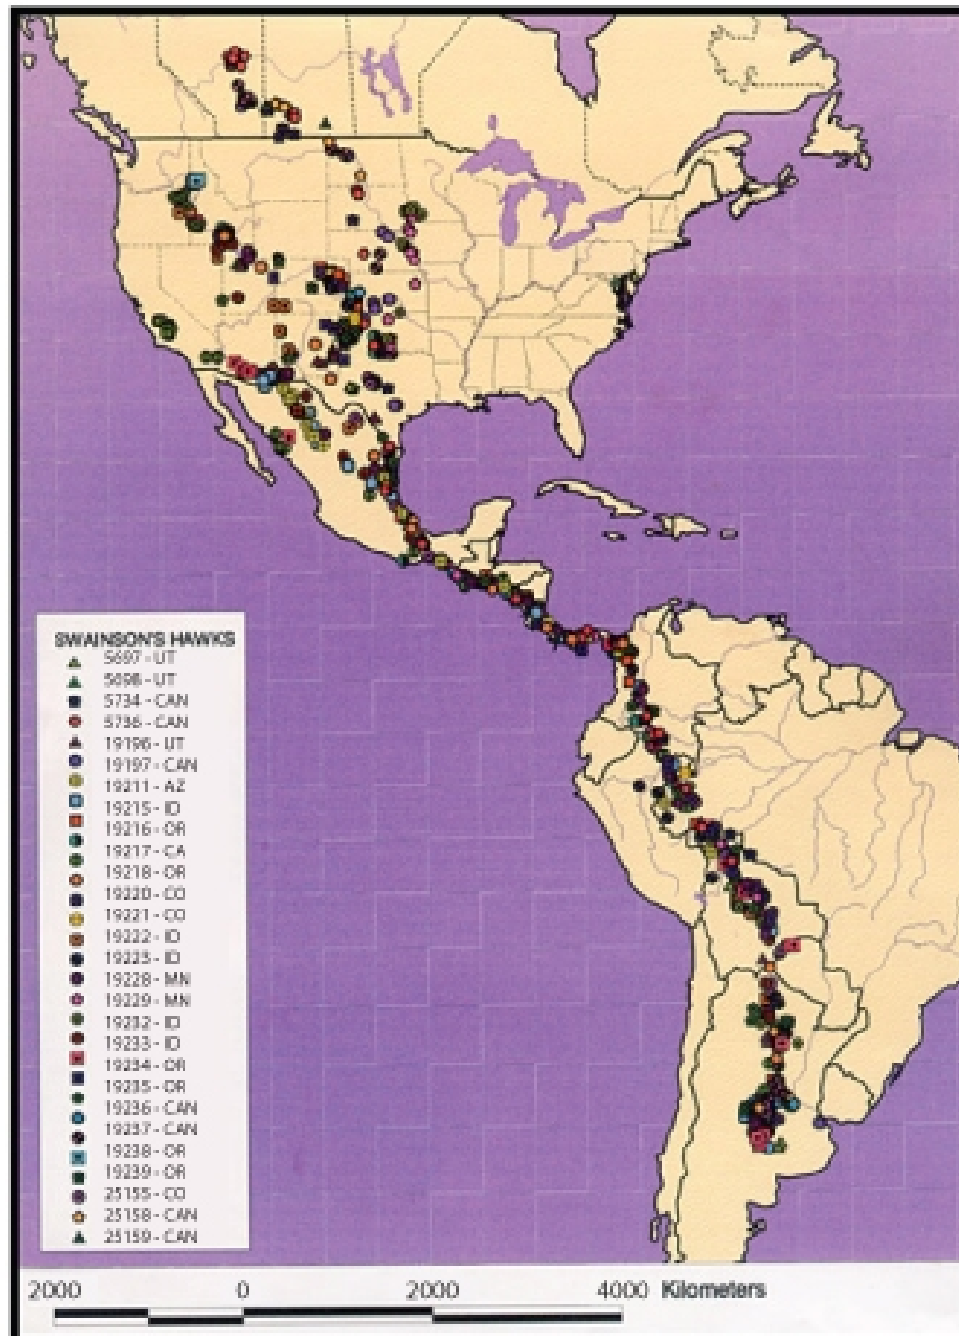 SWAINSON'S HAWKS
5697 - UT
5698 - UT
5734 - CAN
5736 - CAN
19196 - UT
19197 - CAN
19211 - AZ
19215 - ID
19216 - OR
19217 - CA
19218 - OR
19220 - CO
19221 - CO
19222 - ID
19223 - ID
19228 - MN
19229 - MN
19232 - ID
19233 - ID
19234 - OR
19235 - OR
19236 - CAN
19237 - CAN
19238 - OR
19239 - OR
25155 - CO
25158 - CAN
25159 - CAN
2000 0 2000 4000 Kilometers